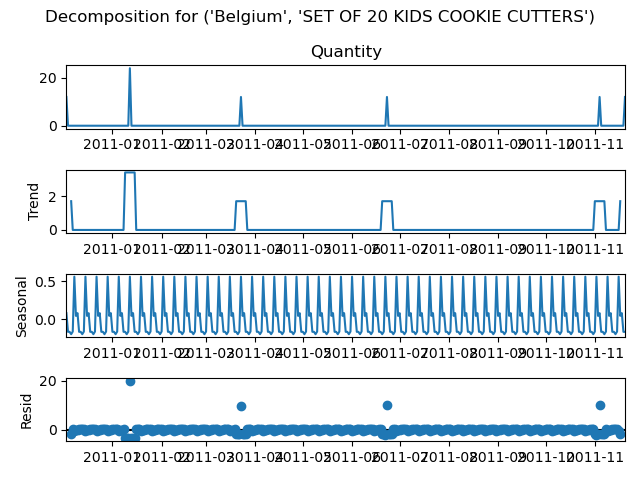 Decomposition for ('Belgium', 'SET OF 20 KIDS COOKIE CUTTERS')
Quantity
20
0
2011-01 2011-02 2011-03 2011-04 2011-05 2011-06 2011-07 2011-08 2011-09 2011-10 2011-11
Trend
2
0
2011-01 2011-02 2011-03 2011-04 2011-05 2011-06 2011-07 2011-08 2011-09 2011-10 2011-11
Seasonal
0.5
0.0
2011-01 2011-02 2011-03 2011-04 2011-05 2011-06 2011-07 2011-08 2011-09 2011-10 2011-11
Resid
20
0
2011-01 2011-02 2011-03 2011-04 2011-05 2011-06 2011-07 2011-08 2011-09 2011-10 2011-11